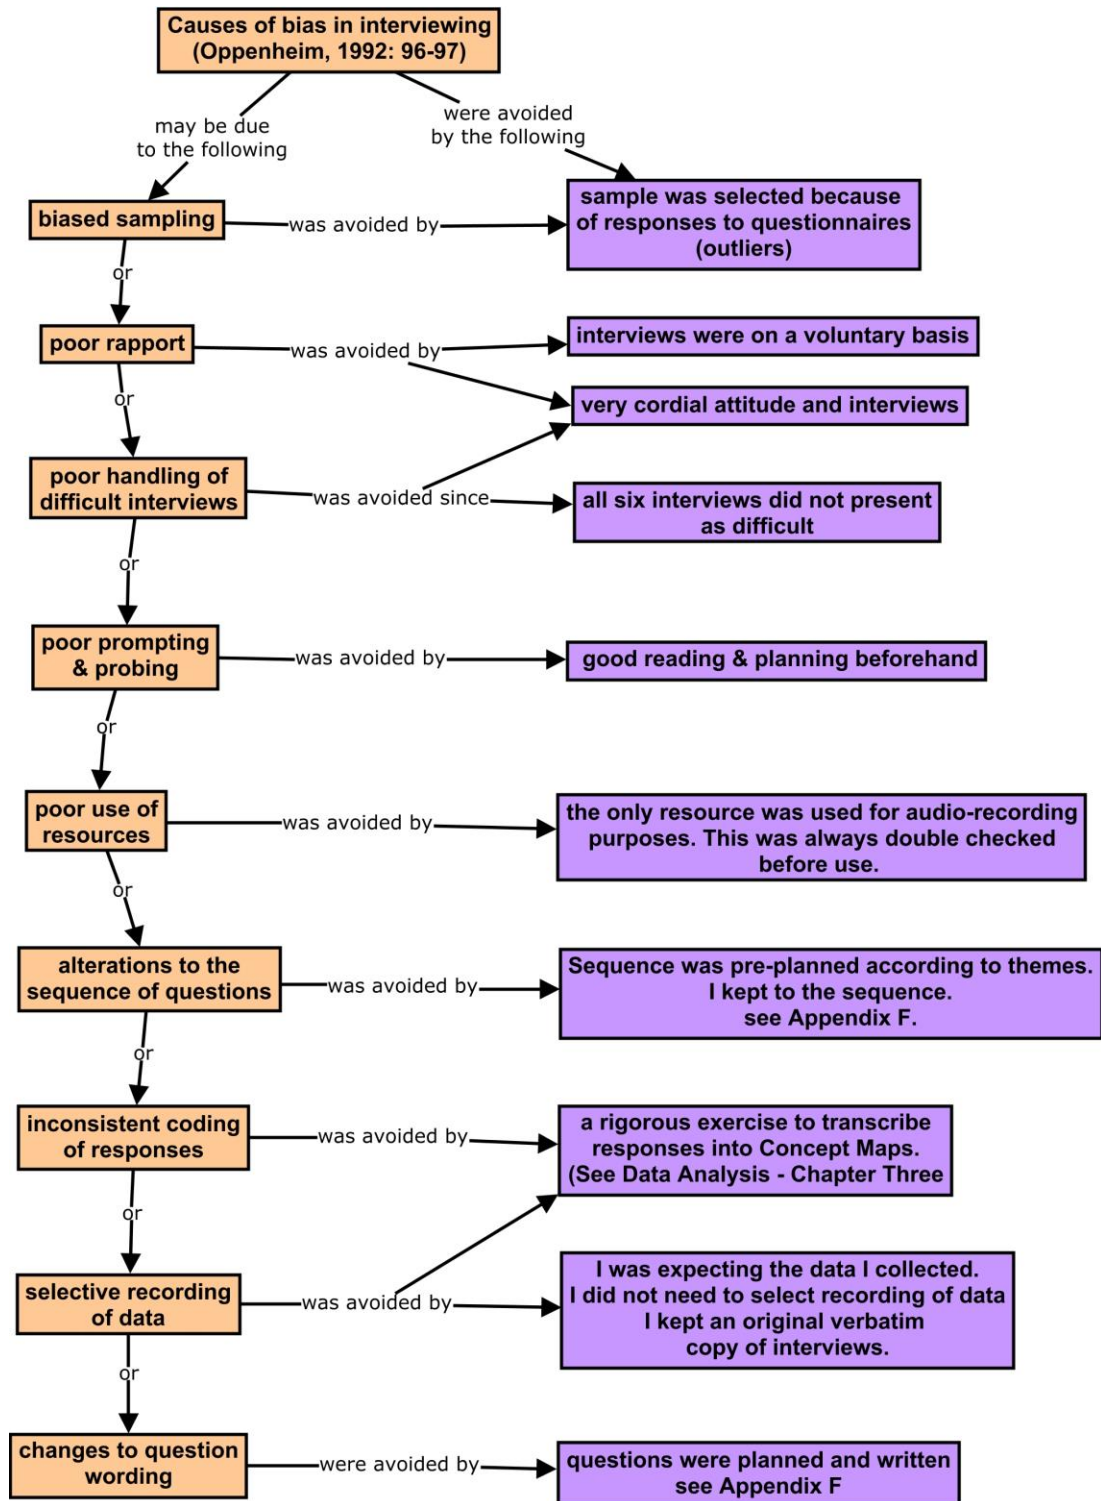 Causes of bias in interviewing
(Oppenheim, 1992: 96-97)
may be due
to the following
were avoided
by the following
biased sampling
was avoided by
sample was selected because
of responses to questionnaires
(outliers)
or
poor rapport
was avoided by
interviews were on a voluntary basis
very cordial attitude and interviews
or
poor handling of
difficult interviews
was avoided since
all six interviews did not present
as difficult
or
poor prompting
& probing
was avoided by
good reading & planning beforehand
or
poor use of
resources
was avoided by
the only resource was used for audio-recording
purposes. This was always double checked
before use.
or
alterations to the
sequence of questions
was avoided by
Sequence was pre-planned according to themes.
I kept to the sequence.
see Appendix F.
or
inconsistent coding
of responses
was avoided by
a rigorous exercise to transcribe
responses into Concept Maps.
(See Data Analysis - Chapter Three
or
selective recording
of data
was avoided by
I was expecting the data I collected.
I did not need to select recording of data
I kept an original verbatim
copy of interviews.
or
changes to question
wording
were avoided by
questions were planned and written
see Appendix F